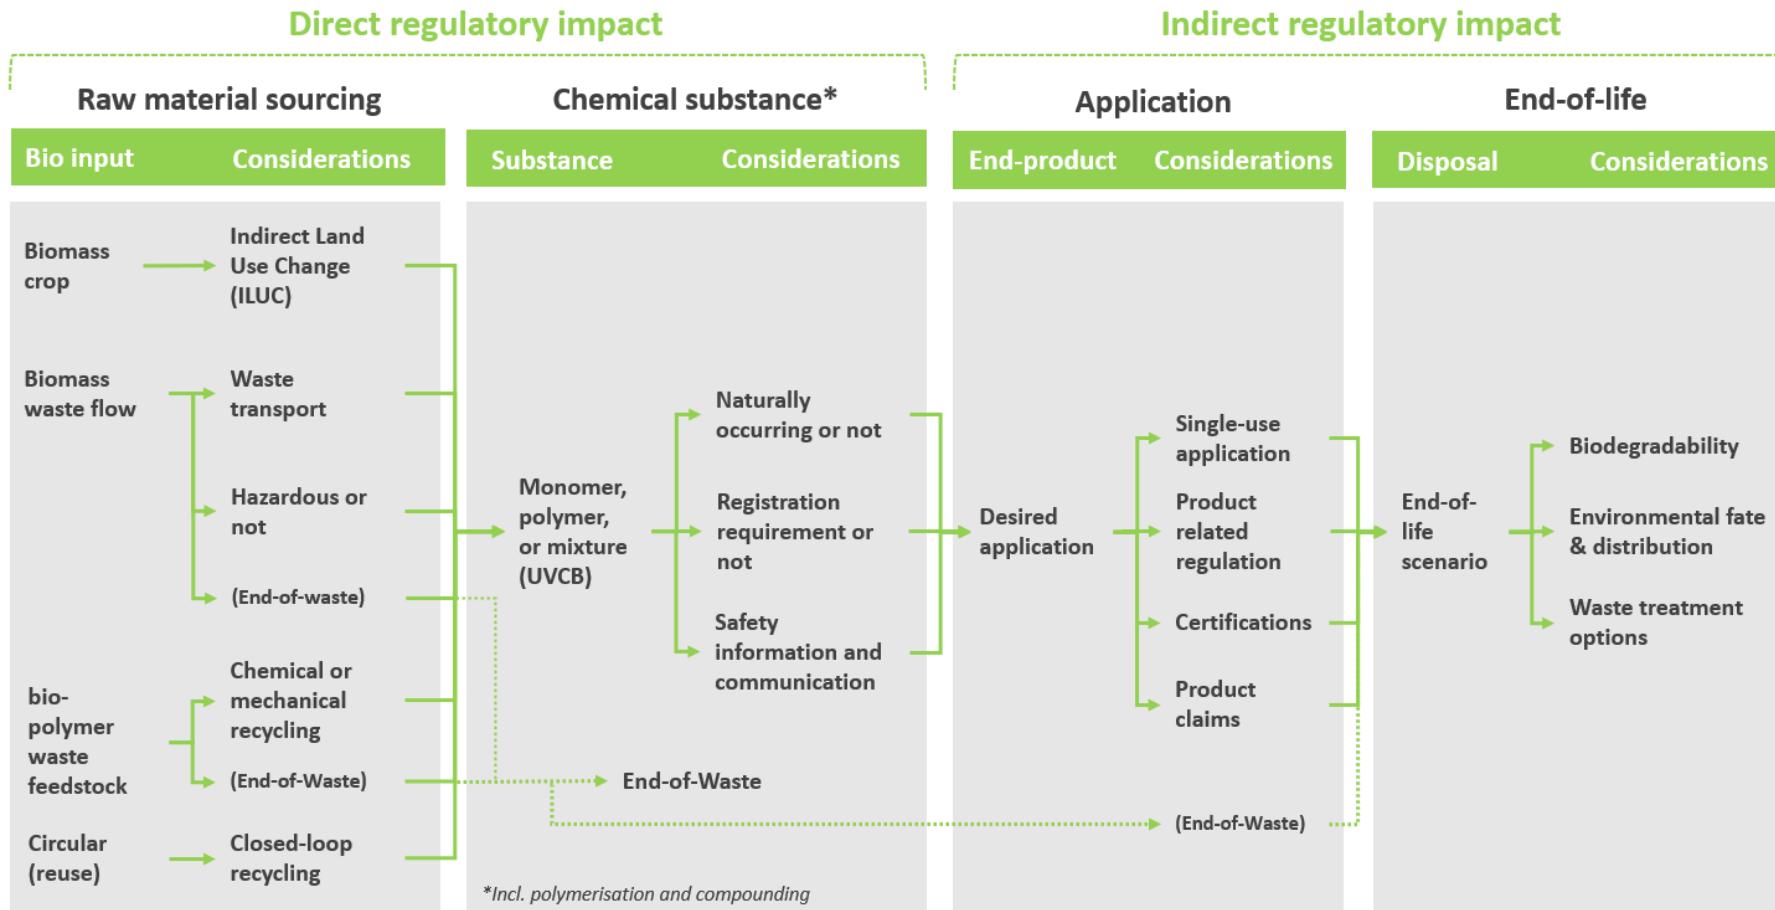 Direct regulatory impact
Indirect regulatory impact
Raw material sourcing
Chemical substance*
Application
End-of-life
Bio input
Considerations
Substance
Considerations
End-product
Considerations
Disposal
Considerations
Biomass
crop
Indirect Land
Use Change
(ILUC)
Biomass
waste flow
Waste
transport
Hazardous or
not
(End-of-waste)
bio-
polymer
waste
feedstock
Chemical or
mechanical
recycling
(End-of-Waste)
Circular
(reuse)
Closed-loop
recycling
Monomer,
polymer,
or mixture
(UVCB)
Naturally
occurring or not
Registration
requirement or
not
Safety
information and
communication
End-of-Waste
*Incl. polymerisation and compounding
Desired
application
Single-use
application
Product
related
regulation
Certifications
Product
claims
(End-of-Waste)
End-of-
life
scenario
Biodegradability
Environmental fate
& distribution
Waste treatment
options